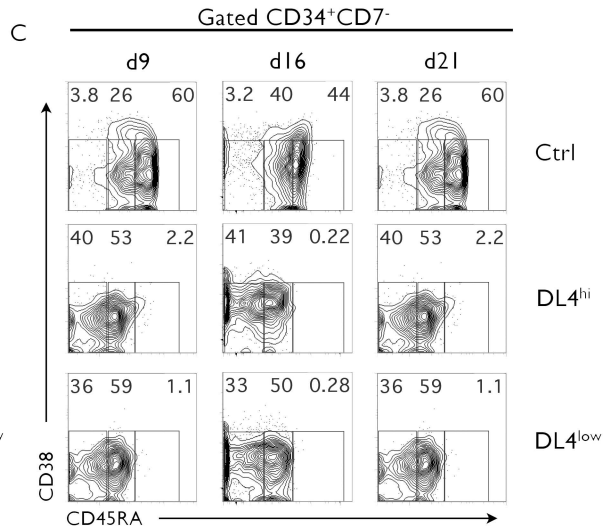 C
Gated CD34⁺CD7⁻
d9 d16 d21
3.8 26 60 3.2 40 44 3.8 26 60
Ctrl
40 53 2.2 41 39 0.22 40 53 2.2
DL4ʰⁱ
36 59 1.1 33 50 0.28 36 59 1.1
DL4ˡᵒʷ
CD38
CD45RA